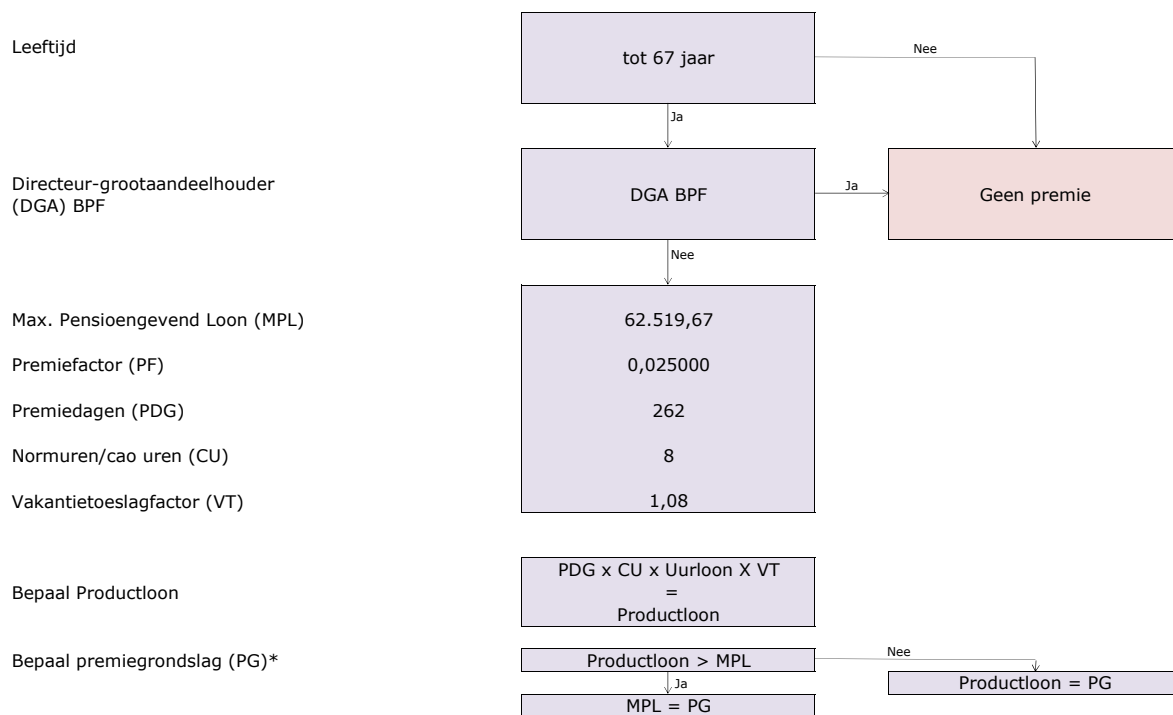 Leeftijd
tot 67 jaar
Nee
Ja
Directeur-grootaandeelhouder
(DGA) BPF
DGA BPF
Ja
Geen premie
Nee
Max. Pensioengevend Loon (MPL)
62.519,67
Premiefactor (PF)
0,025000
Premiedagen (PDG)
262
Normuren/cao uren (CU)
8
Vakantietoeslagfactor (VT)
1,08
Bepaal Productloon
PDG x CU x Uurloon X VT
=
Productloon
Bepaal premiegrondslag (PG)*
Productloon > MPL
Nee
Ja
Productloon = PG
MPL = PG